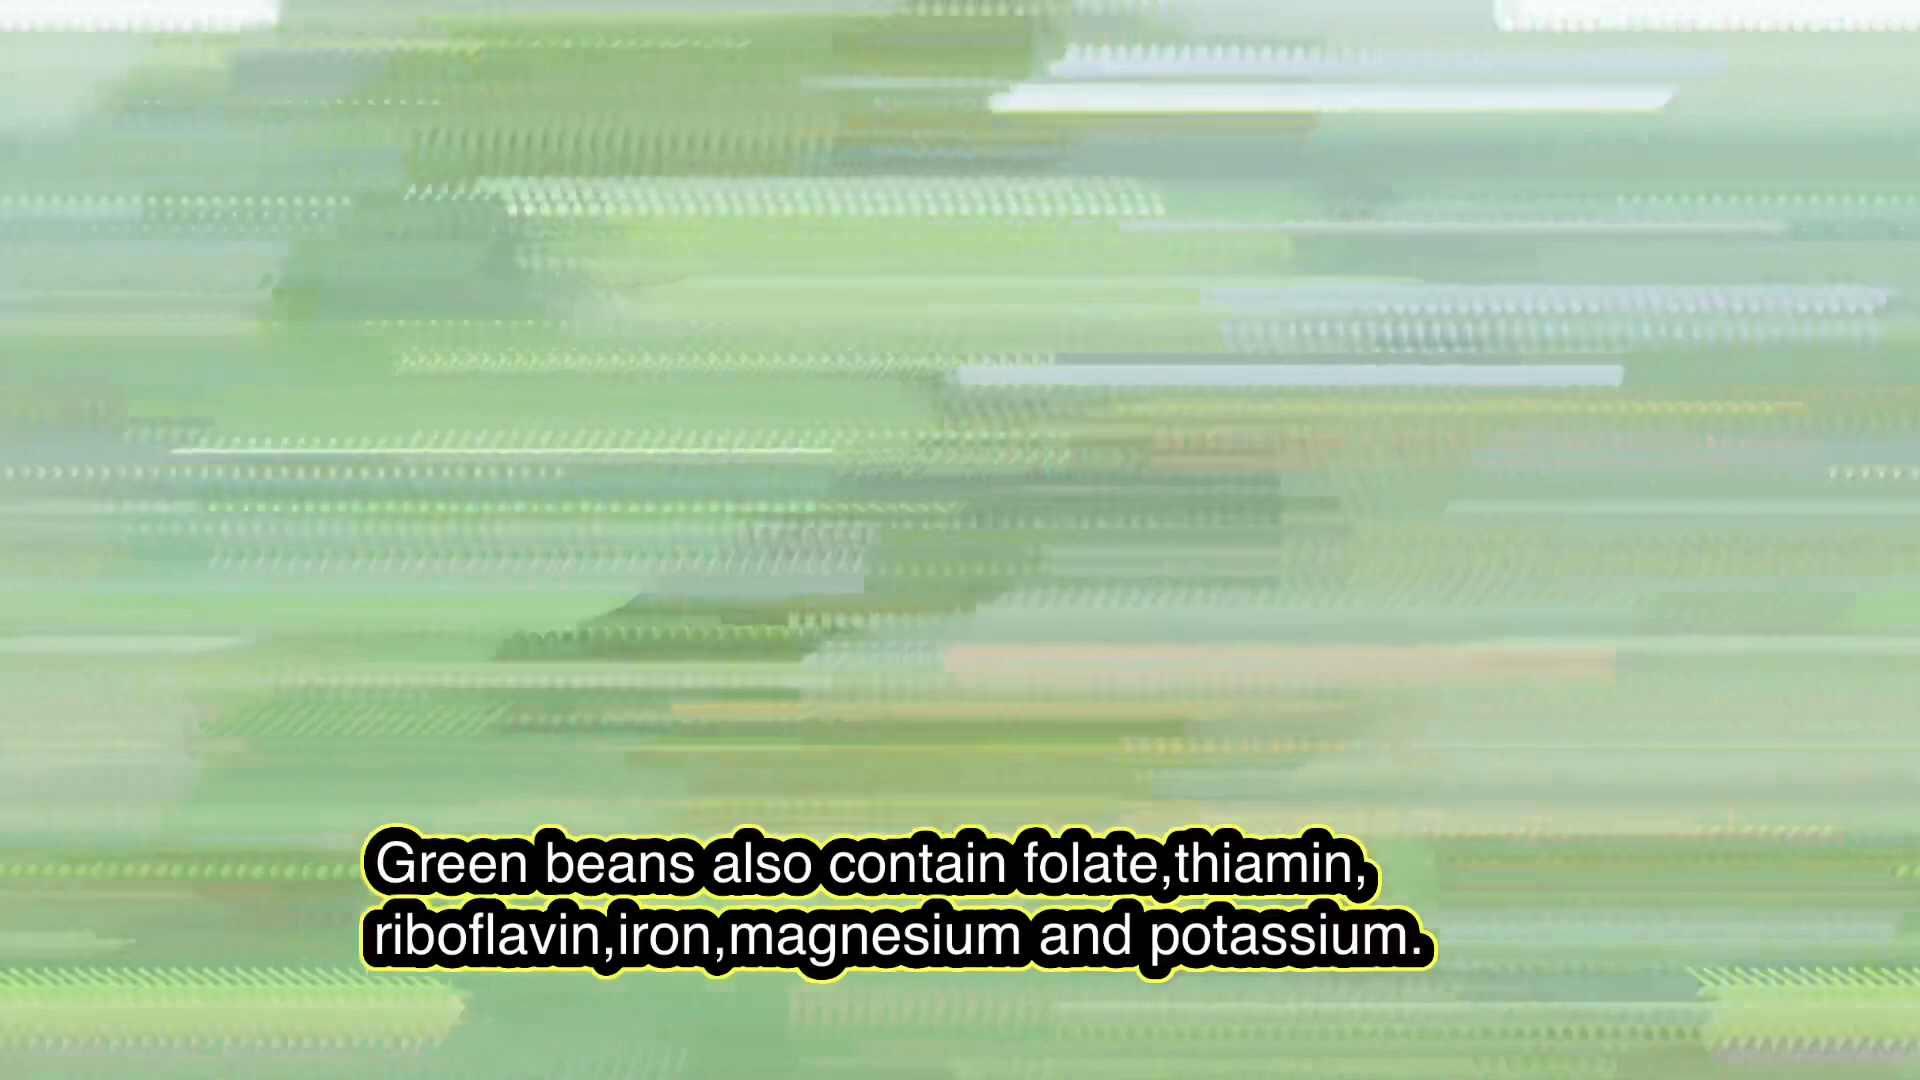 Green beans also contain folate,thiamin,
riboflavin,iron,magnesium and potassium.